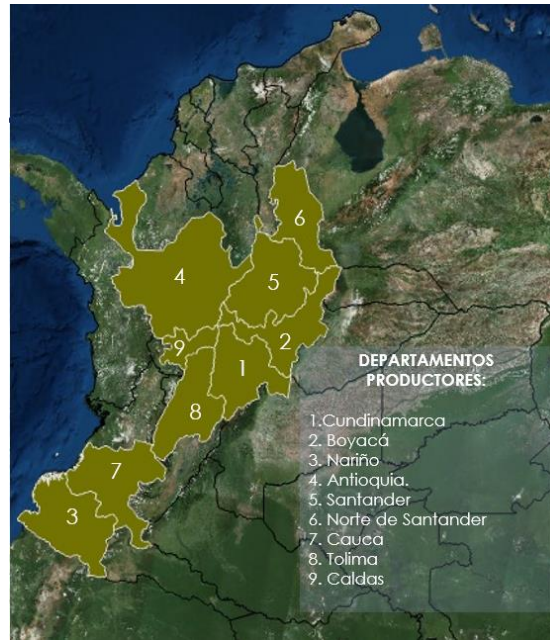 6
4
5
9
2
1
8
7
3
DEPARTAMENTOS
PRODUCTORES:
1.Cundinamarca
2. Boyacá
3. Nariño
4. Antioquia.
5. Santander
6. Norte de Santander
7. Cauca
8. Tolima
9. Caldas